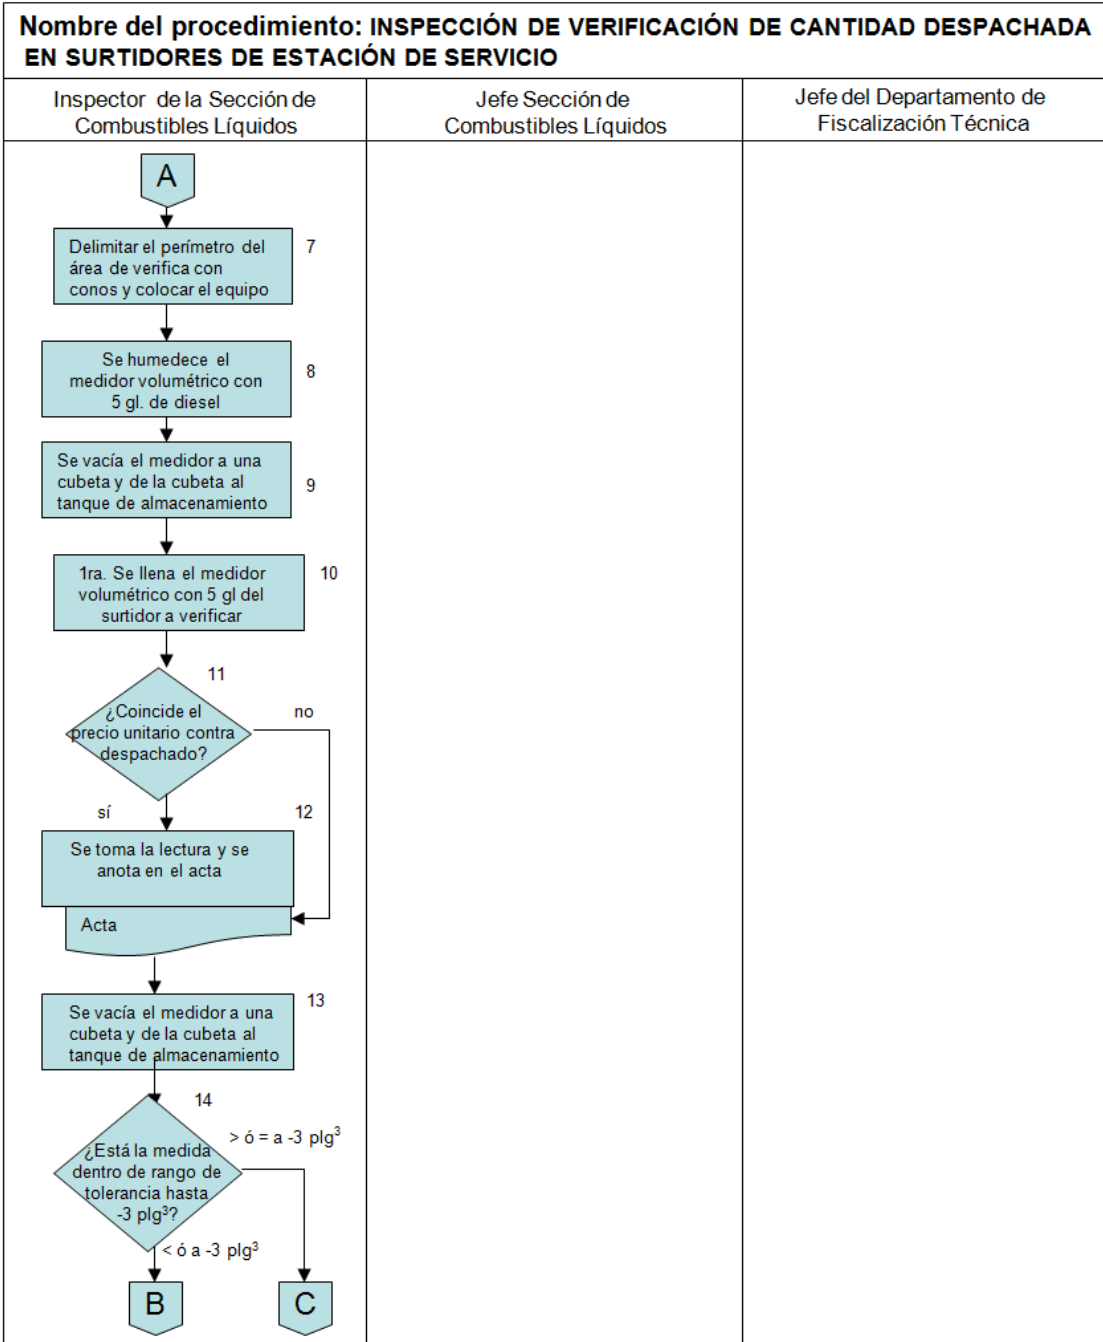 Nombre del procedimiento: INSPECCIÓN DE VERIFICACIÓN DE CANTIDAD DESPACHADA
EN SURTIDORES DE ESTACIÓN DE SERVICIO
Inspector de la Sección de
Combustibles Líquidos
Jefe Sección de
Combustibles Líquidos
Jefe del Departamento de
Fiscalización Técnica
A
Delimitar el perímetro del
área de verifica con
conos y colocar el equipo
7
Se humedece el
medidor volumétrico con
5 gl. de diesel
8
Se vacía el medidor a una
cubeta y de la cubeta al
tanque de almacenamiento
9
1ra. Se llena el medidor
volumétrico con 5 gl del
surtidor a verificar
10
11
¿Coincide el
precio unitario contra
despachado?
no
sí
12
Se toma la lectura y se
anota en el acta
Acta
13
Se vacía el medidor a una
cubeta y de la cubeta al
tanque de almacenamiento
14
¿Está la medida
dentro de rango de
tolerancia hasta
-3 plg³?
> ó = a -3 plg³
< ó a -3 plg³
B
C